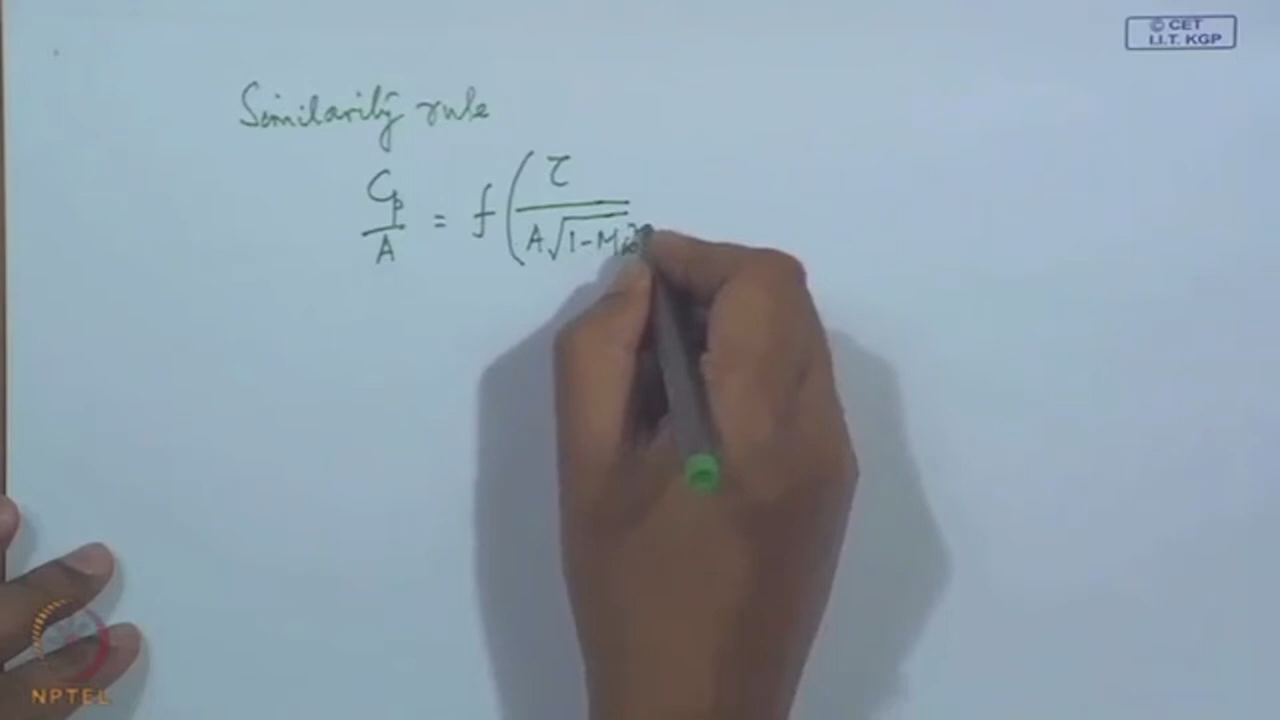 © CET
I.I.T. KGP
Similarity rule
Cp/A = f(τ/A√1-M∞²
NPTEL